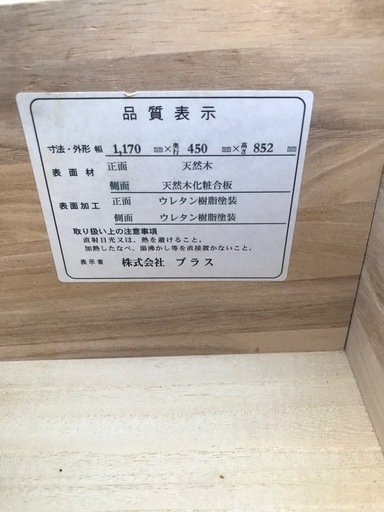 品質表示
寸法・外形 幅 1,170 mm×奥行 450 mm×高さ 852 mm
表面材 正面 天然木
側面 天然木化粧合板
表面加工 正面 ウレタン樹脂塗装
側面 ウレタン樹脂塗装
取り扱い上の注意事項
直射日光又は、熱を避けること。
加熱したなべ、湯沸かし等を直接置かないこと。
表示者 株式会社 プラス